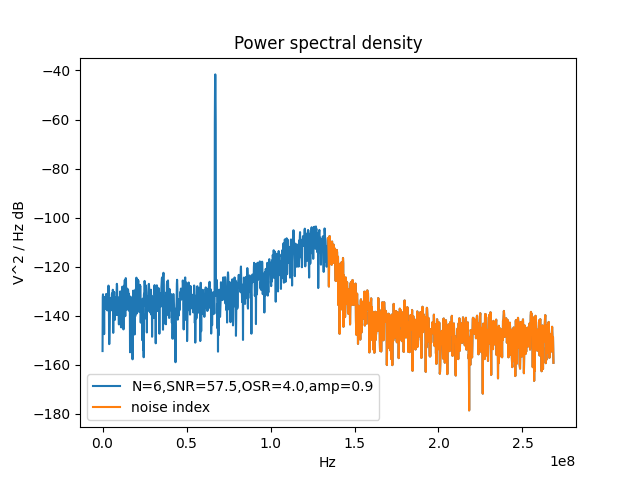 Power spectral density
V^2 / Hz dB
−40
−60
−80
−100
−120
−140
−160
−180
N=6,SNR=57.5,OSR=4.0,amp=0.9
noise index
0.0 0.5 1.0 1.5 2.0 2.5
1e8
Hz